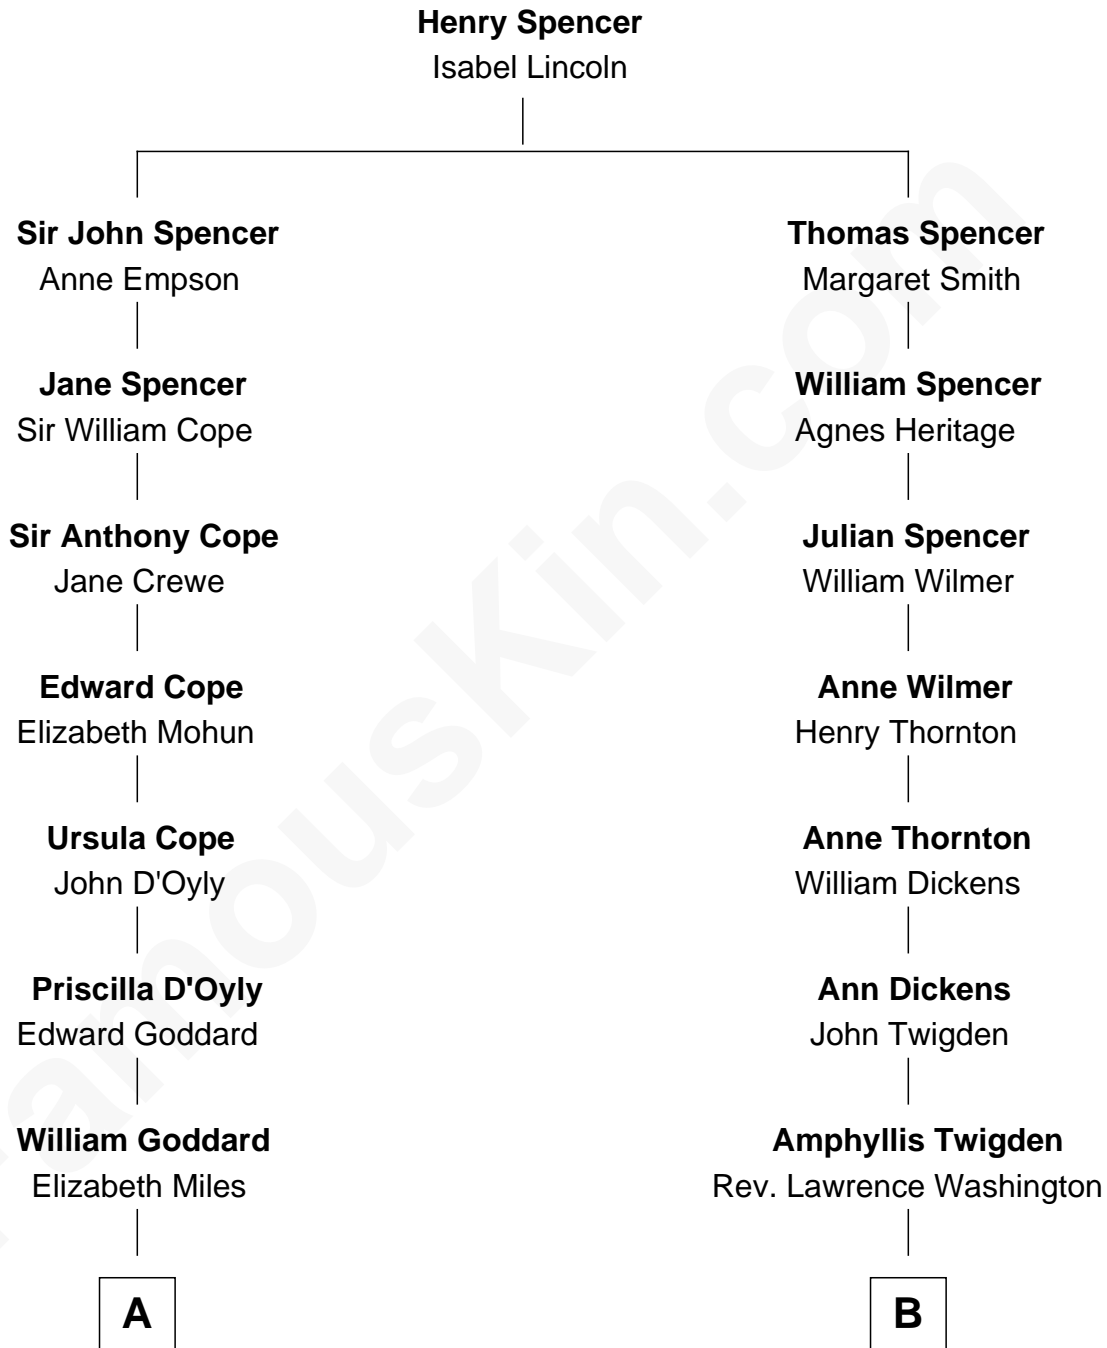 Henry Spencer
Isabel Lincoln
Sir John Spencer
Anne Empson
Thomas Spencer
Margaret Smith
Jane Spencer
Sir William Cope
William Spencer
Agnes Heritage
Sir Anthony Cope
Jane Crewe
Julian Spencer
William Wilmer
Edward Cope
Elizabeth Mohun
Anne Wilmer
Henry Thornton
Ursula Cope
John D'Oyly
Anne Thornton
William Dickens
Priscilla D'Oyly
Edward Goddard
Ann Dickens
John Twigden
William Goddard
Elizabeth Miles
Amphyllis Twigden
Rev. Lawrence Washington
A
B
FamousKin.com